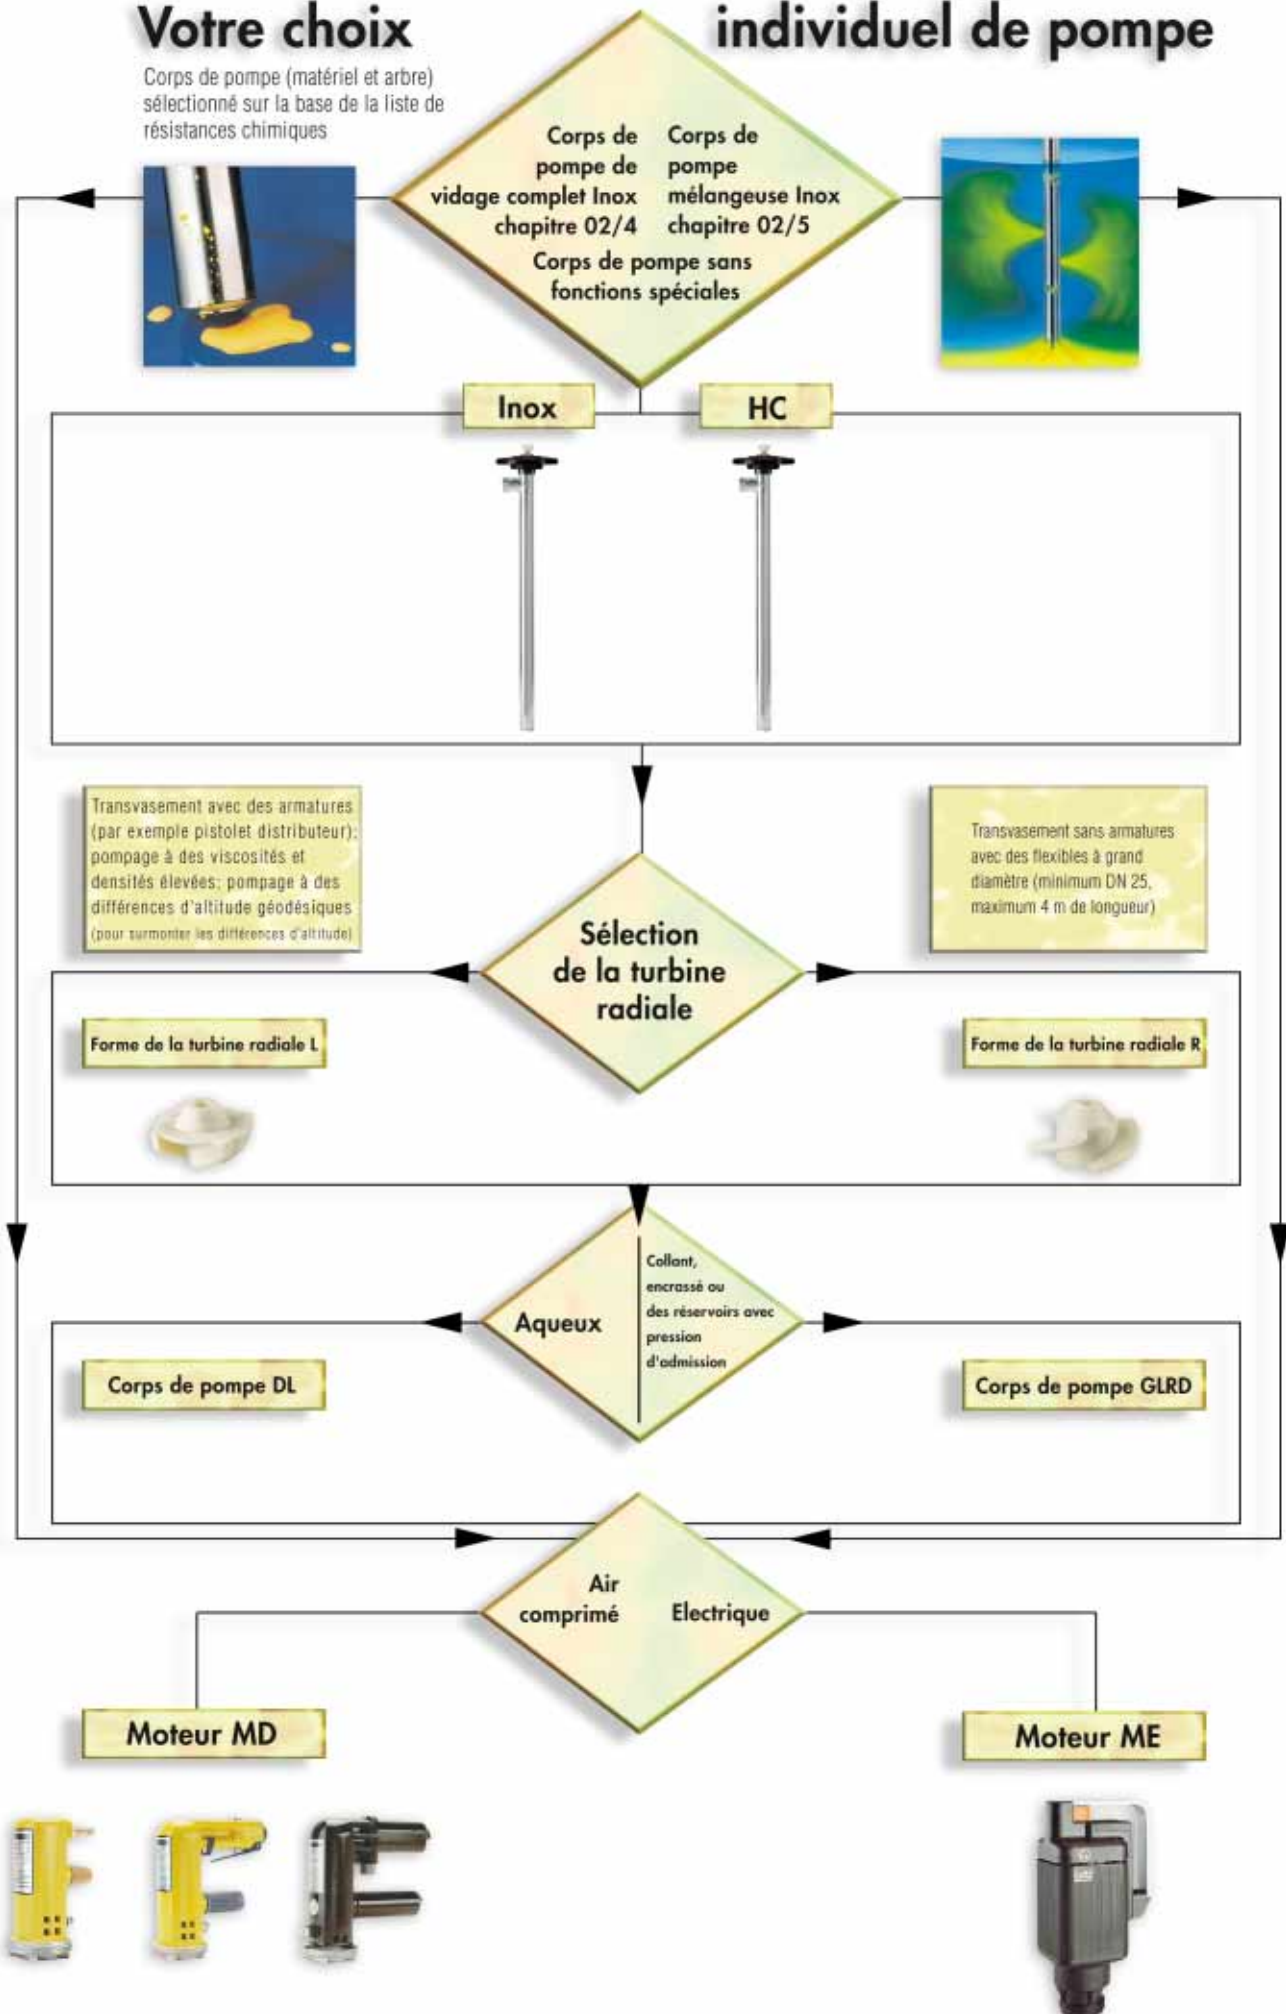 Votre choix individuel de pompe
Corps de pompe (matériel et arbre)
sélectionné sur la base de la liste de
résistances chimiques
Corps de
pompe de
vidage complet Inox
chapitre 02/4
Corps de
pompe
mélangeuse Inox
chapitre 02/5
Corps de pompe sans
fonctions spéciales
Inox
HC
Transvasement avec des armatures
(par exemple pistolet distributeur);
pompage à des viscosités et
densités élevées; pompage à des
différences d'altitude géodésiques
(pour surmonter les différences d'altitude)
Transvasement sans armatures
avec des flexibles à grand
diamètre (minimum DN 25,
maximum 4 m de longueur)
Sélection
de la turbine
radiale
Forme de la turbine radiale L
Forme de la turbine radiale R
Aqueux
Collant,
encrassé ou
des réservoirs avec
pression
d'admission
Corps de pompe DL
Corps de pompe GLRD
Air
comprimé
Electrique
Moteur MD
Moteur ME